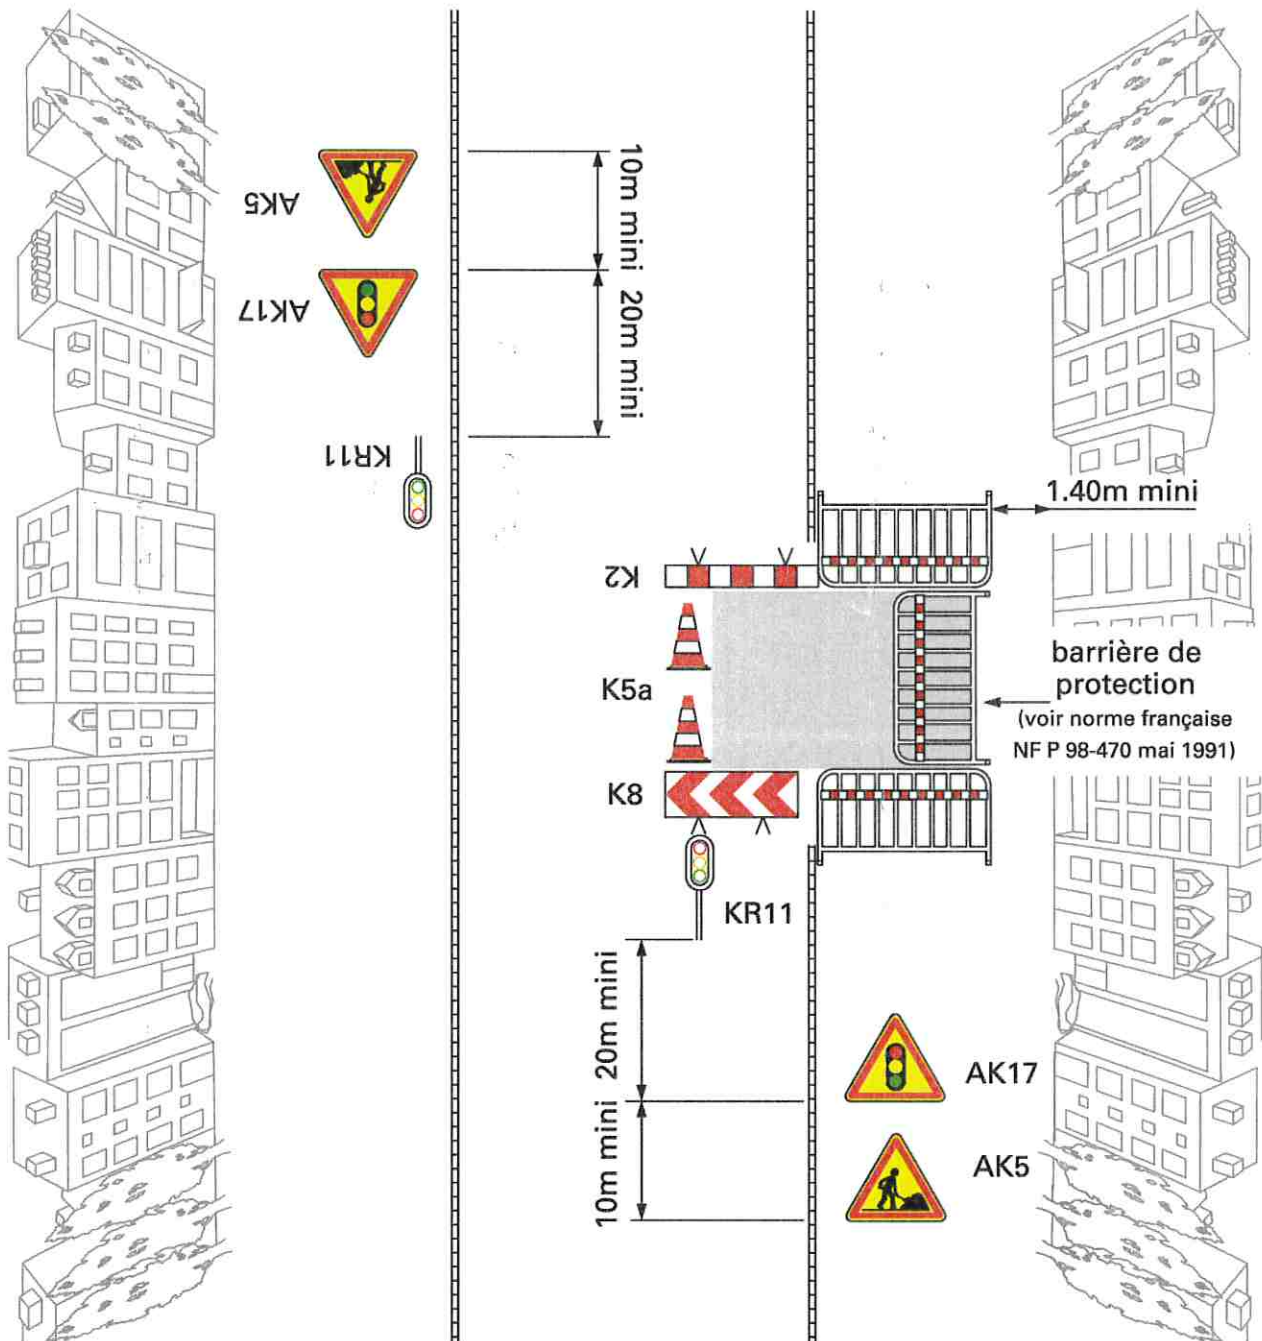 AK5
10m mini
AK17
20m mini
KR11
1.40m mini
K2
K5a
barrière de
protection
(voir norme française
NF P 98-470 mai 1991)
K8
KR11
20m mini
AK17
10m mini
AK5